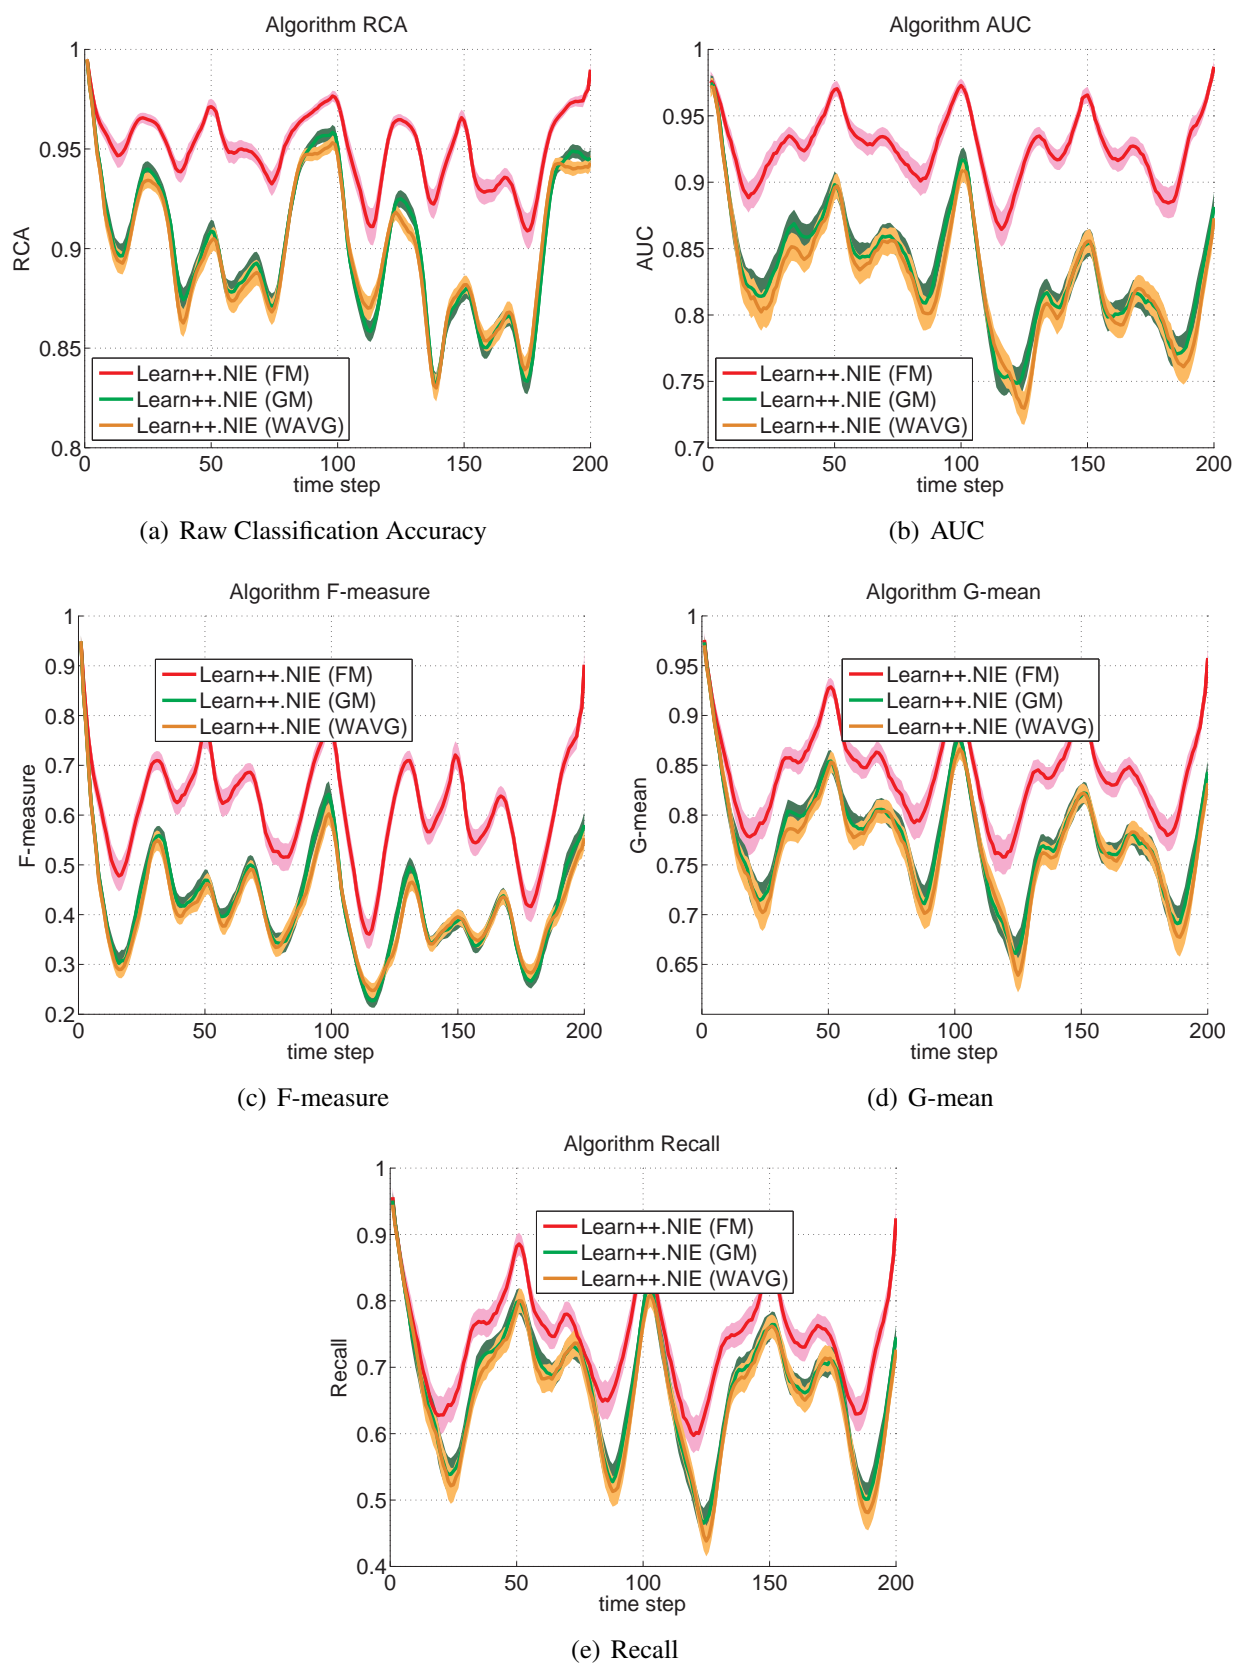 Algorithm RCA
1
0.95
0.9
0.85
0.8
RCA
Learn++.NIE (FM)
Learn++.NIE (GM)
Learn++.NIE (WAVG)
0 50 100 150 200
time step
(a) Raw Classification Accuracy
Algorithm AUC
1
0.95
0.9
0.85
0.8
0.75
0.7
AUC
Learn++.NIE (FM)
Learn++.NIE (GM)
Learn++.NIE (WAVG)
0 50 100 150 200
time step
(b) AUC
Algorithm F-measure
1
0.9
0.8
0.7
0.6
0.5
0.4
0.3
0.2
F-measure
Learn++.NIE (FM)
Learn++.NIE (GM)
Learn++.NIE (WAVG)
0 50 100 150 200
time step
(c) F-measure
Algorithm G-mean
1
0.95
0.9
0.85
0.8
0.75
0.7
0.65
G-mean
Learn++.NIE (FM)
Learn++.NIE (GM)
Learn++.NIE (WAVG)
0 50 100 150 200
time step
(d) G-mean
Algorithm Recall
1
0.9
0.8
0.7
0.6
0.5
0.4
Recall
Learn++.NIE (FM)
Learn++.NIE (GM)
Learn++.NIE (WAVG)
0 50 100 150 200
time step
(e) Recall